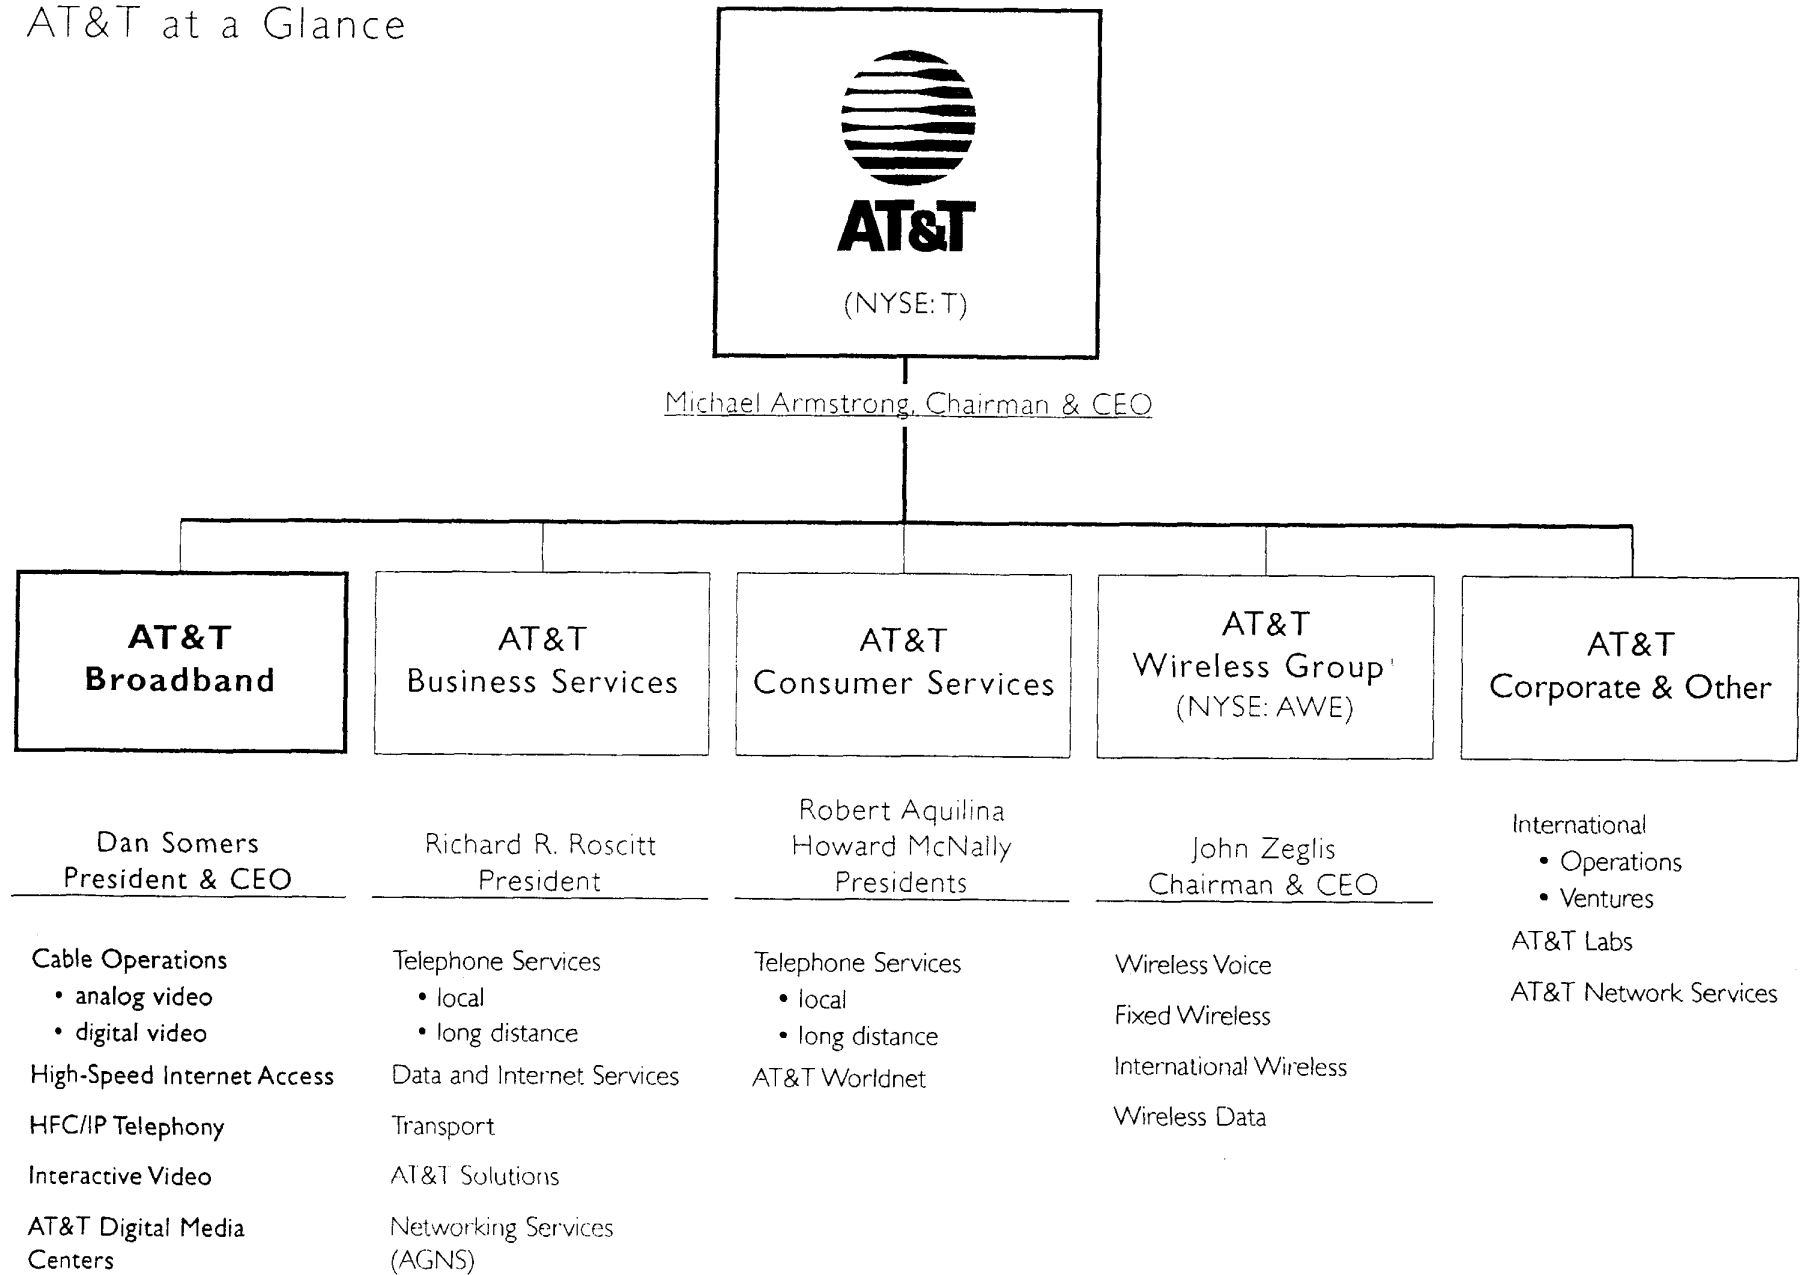 AT&T at a Glance
AT&T
(NYSE: T)
Michael Armstrong, Chairman & CEO
AT&T
Broadband
Dan Somers
President & CEO
Cable Operations
• analog video
• digital video
High-Speed Internet Access
HFC/IP Telephony
Interactive Video
AT&T Digital Media
Centers
AT&T
Business Services
Richard R. Roscitt
President
Telephone Services
• local
• long distance
Data and Internet Services
Transport
AT&T Solutions
Networking Services
(AGNS)
AT&T
Consumer Services
Robert Aquilina
Howard McNally
Presidents
Telephone Services
• local
• long distance
AT&T Worldnet
AT&T
Wireless Group¹
(NYSE: AWE)
John Zeglis
Chairman & CEO
Wireless Voice
Fixed Wireless
International Wireless
Wireless Data
AT&T
Corporate & Other
International
• Operations
• Ventures
AT&T Labs
AT&T Network Services